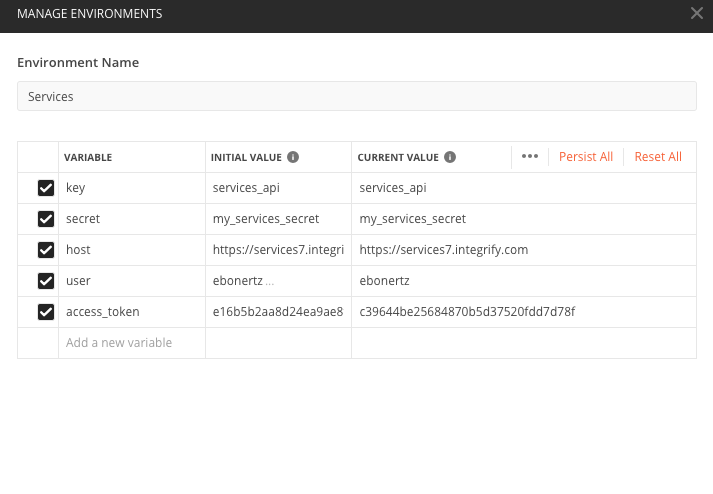 MANAGE ENVIRONMENTS
Environment Name
Services
VARIABLE INITIAL VALUE CURRENT VALUE ••• Persist All Reset All
key services_api services_api
secret my_services_secret my_services_secret
host https://services7.integri https://services7.integrify.com
user ebonertz ... ebonertz
access_token e16b5b2aa8d24ea9ae8 c39644be25684870b5d37520fdd7d78f
Add a new variable